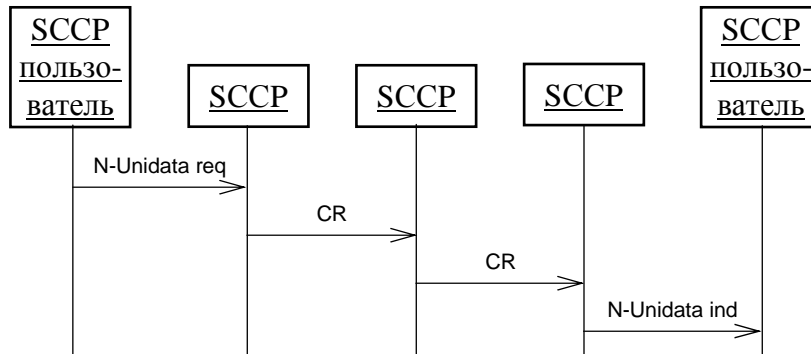 SCCP
пользо-
ватель
SCCP
SCCP
SCCP
SCCP
пользо-
ватель
N-Unidata req
CR
CR
N-Unidata ind